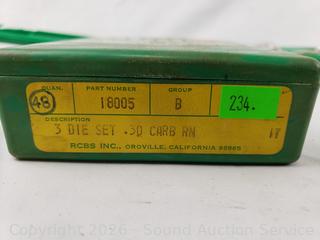 QUAN. PART NUMBER GROUP
48 18005 B 234.
DESCRIPTION
3 DIE SET .30 CARB RN
RCBS INC., OROVILLE, CALIFORNIA 95965
Copyright © 2026 - Sound Auction Service